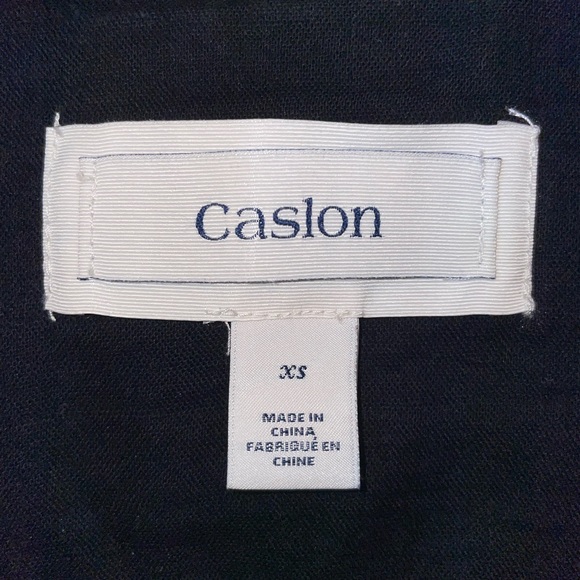 Caslon
xs
MADE IN
CHINA
FABRIQUÉ EN
CHINE